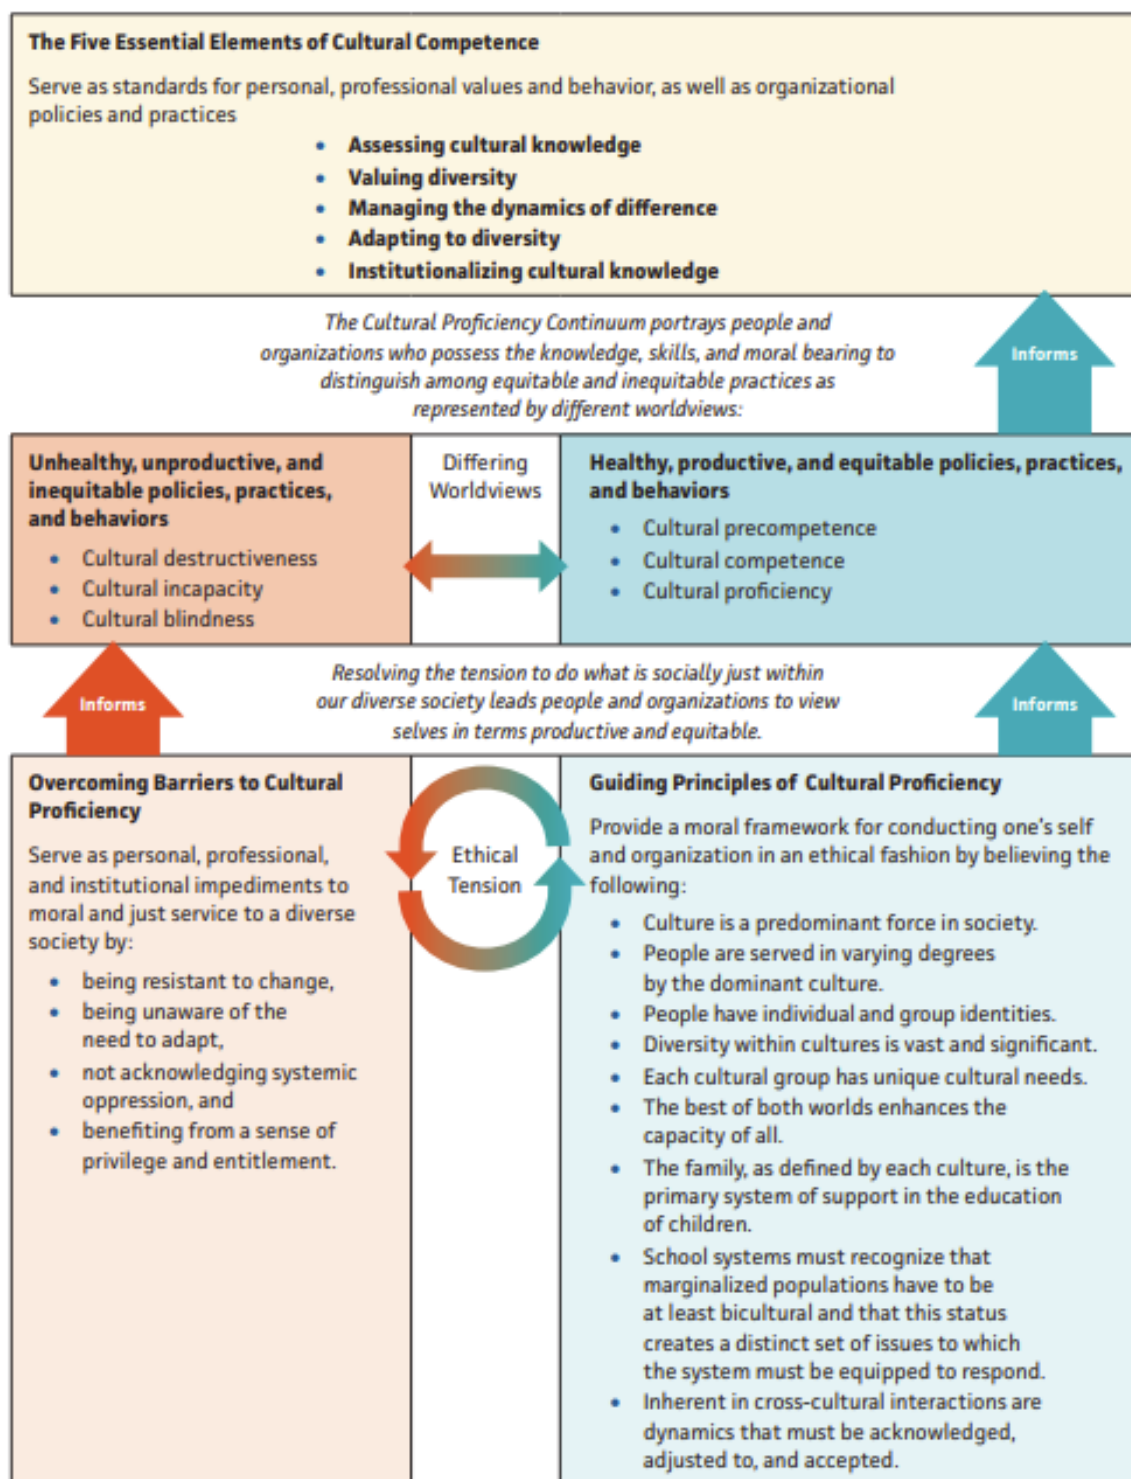 The Five Essential Elements of Cultural Competence
Serve as standards for personal, professional values and behavior, as well as organizational
policies and practices
• Assessing cultural knowledge
• Valuing diversity
• Managing the dynamics of difference
• Adapting to diversity
• Institutionalizing cultural knowledge
The Cultural Proficiency Continuum portrays people and
organizations who possess the knowledge, skills, and moral bearing to
distinguish among equitable and inequitable practices as
represented by different worldviews:
Informs
Unhealthy, unproductive, and
inequitable policies, practices,
and behaviors
• Cultural destructiveness
• Cultural incapacity
• Cultural blindness
Differing
Worldviews
Healthy, productive, and equitable policies, practices,
and behaviors
• Cultural precompetence
• Cultural competence
• Cultural proficiency
Informs
Resolving the tension to do what is socially just within
our diverse society leads people and organizations to view
selves in terms productive and equitable.
Informs
Overcoming Barriers to Cultural
Proficiency
Serve as personal, professional,
and institutional impediments to
moral and just service to a diverse
society by:
• being resistant to change,
• being unaware of the
need to adapt,
• not acknowledging systemic
oppression, and
• benefiting from a sense of
privilege and entitlement.
Ethical
Tension
Guiding Principles of Cultural Proficiency
Provide a moral framework for conducting one's self
and organization in an ethical fashion by believing the
following:
• Culture is a predominant force in society.
• People are served in varying degrees
by the dominant culture.
• People have individual and group identities.
• Diversity within cultures is vast and significant.
• Each cultural group has unique cultural needs.
• The best of both worlds enhances the
capacity of all.
• The family, as defined by each culture, is the
primary system of support in the education
of children.
• School systems must recognize that
marginalized populations have to be
at least bicultural and that this status
creates a distinct set of issues to which
the system must be equipped to respond.
• Inherent in cross-cultural interactions are
dynamics that must be acknowledged,
adjusted to, and accepted.